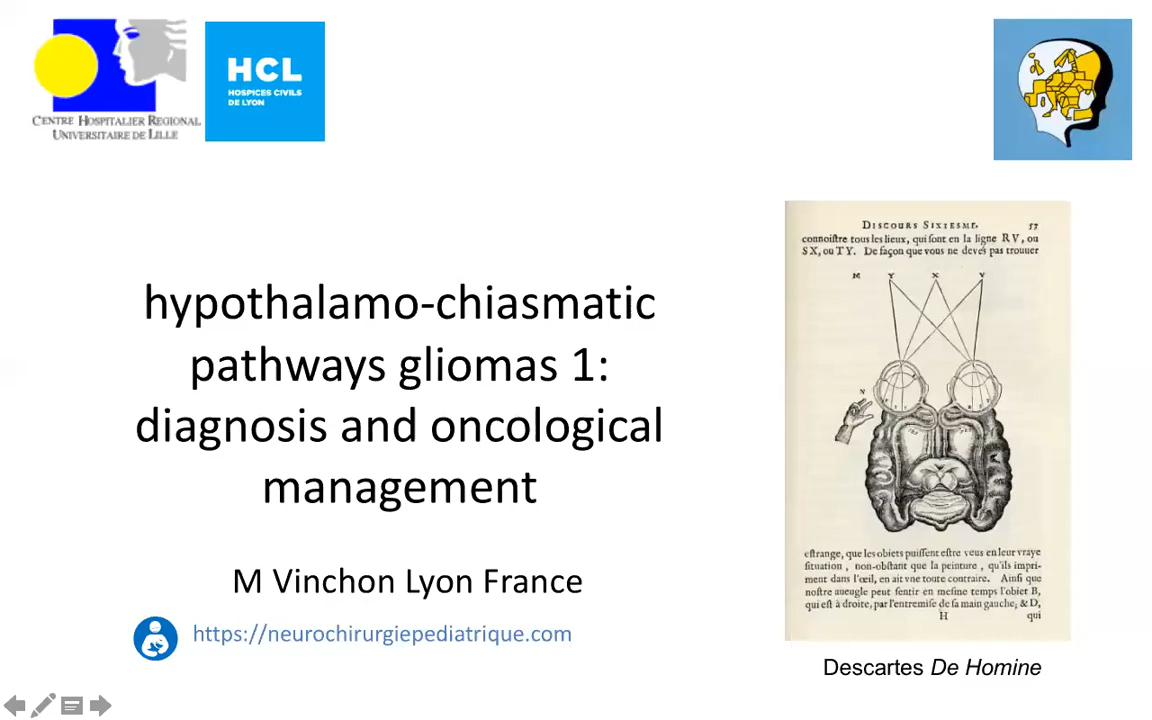 CENTRE HOSPITALIER REGIONAL
UNIVERSITAIRE DE LILLE
HCL
HOSPICES CIVILS
DE LYON
hypothalamo-chiasmatic
pathways gliomas 1:
diagnosis and oncological
management
M Vinchon Lyon France
https://neurochirurgiepediatrique.com
DISCOURS SIXIESME. 57
connoiſtre tous les lieux, qui ſont en la ligne R V, ou
S X, ou T Y. De façon que vous ne devés pas trouuer
M Y X V
N
eſtrange, que les obiets puiſſent eſtre veus en leur vraye
ſituation, non-obſtant que la peinture, qu'ils impri-
ment dans l'œil, en ait vne toute contraire. Ainſi que
noſtre aueugle peut ſentir en meſme temps l'obiet B,
qui eſt à droite, par l'entremiſe de ſa main gauche; & D,
H qui
Descartes De Homine